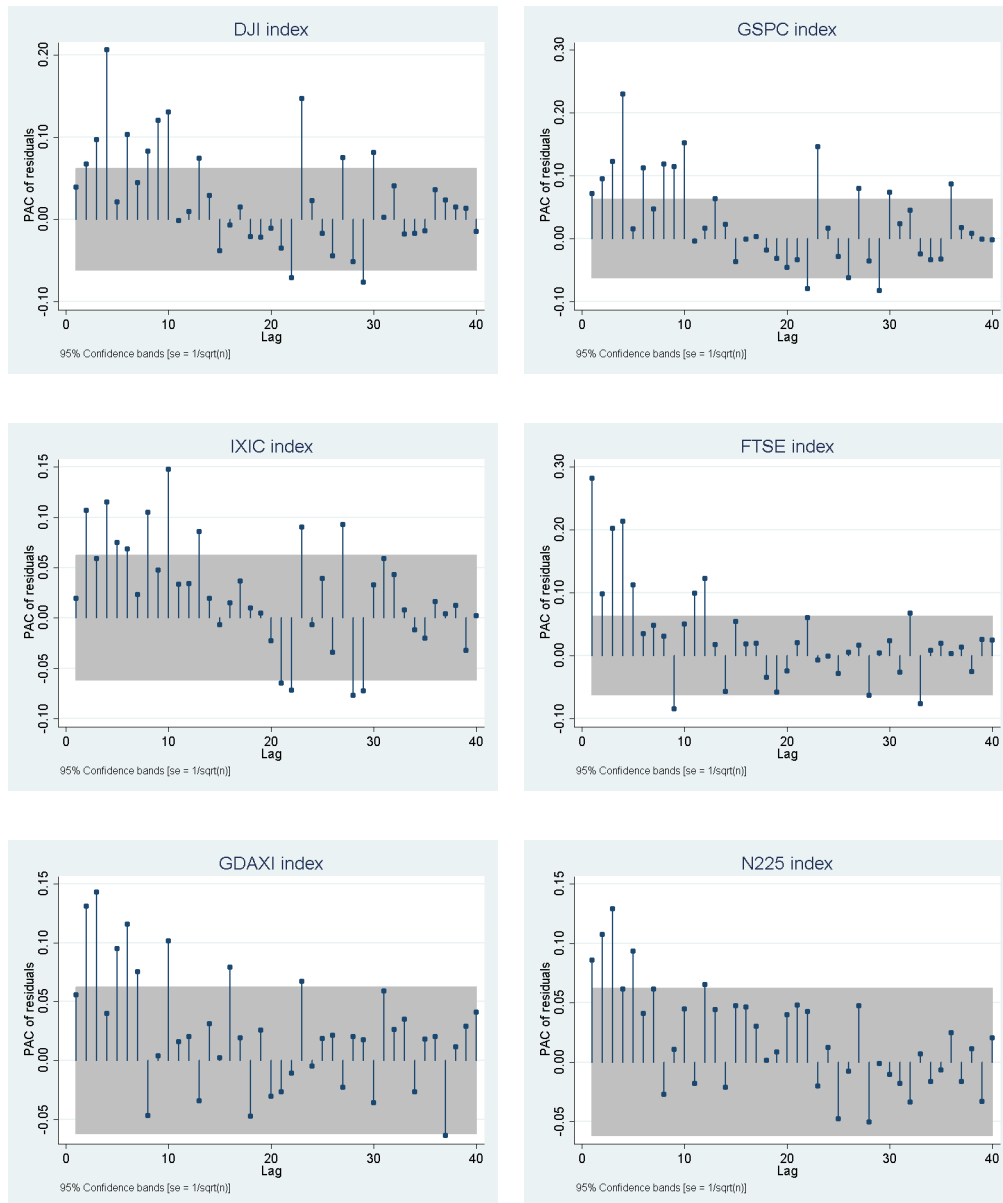 DJI index
PAC of residuals
0.20
0.10
0.00
-0.10
0 10 20 30 40
Lag
95% Confidence bands [se = 1/sqrt(n)]
GSPC index
PAC of residuals
0.30
0.20
0.10
0.00
-0.10
0 10 20 30 40
Lag
95% Confidence bands [se = 1/sqrt(n)]
IXIC index
PAC of residuals
0.15
0.10
0.05
0.00
-0.05
-0.10
0 10 20 30 40
Lag
95% Confidence bands [se = 1/sqrt(n)]
FTSE index
PAC of residuals
0.30
0.20
0.10
0.00
-0.10
0 10 20 30 40
Lag
95% Confidence bands [se = 1/sqrt(n)]
GDAXI index
PAC of residuals
0.15
0.10
0.05
0.00
-0.05
0 10 20 30 40
Lag
95% Confidence bands [se = 1/sqrt(n)]
N225 index
PAC of residuals
0.15
0.10
0.05
0.00
-0.05
0 10 20 30 40
Lag
95% Confidence bands [se = 1/sqrt(n)]